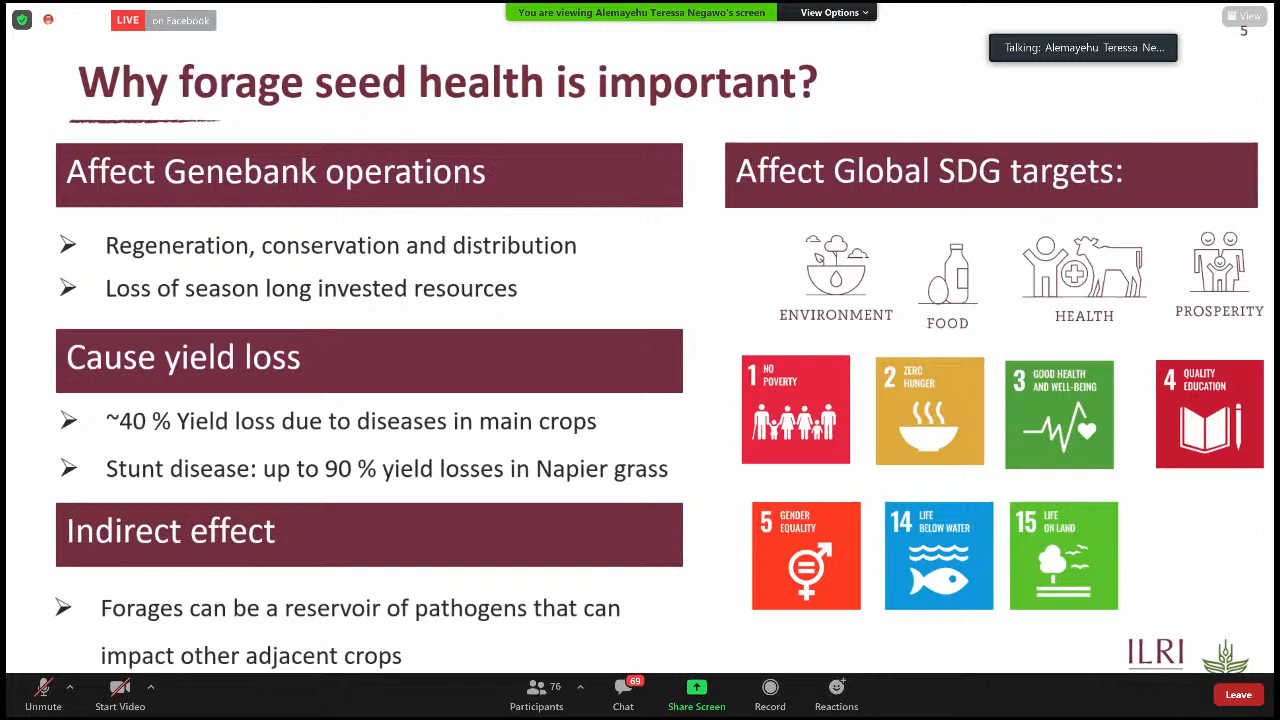 LIVE on Facebook
You are viewing Alemayehu Teressa Negawo's screen
View Options
View
5
Talking: Alemayehu Teressa Ne...
Why forage seed health is important?
Affect Genebank operations
Regeneration, conservation and distribution
Loss of season long invested resources
Cause yield loss
~40 % Yield loss due to diseases in main crops
Stunt disease: up to 90 % yield losses in Napier grass
Indirect effect
Forages can be a reservoir of pathogens that can
impact other adjacent crops
Affect Global SDG targets:
ENVIRONMENT
FOOD
HEALTH
PROSPERITY
1 NO
POVERTY
2 ZERO
HUNGER
3 GOOD HEALTH
AND WELL-BEING
4 QUALITY
EDUCATION
5 GENDER
EQUALITY
14 LIFE
BELOW WATER
15 LIFE
ON LAND
ILRI
Unmute
Start Video
76
Participants
69
Chat
Share Screen
Record
Reactions
Leave